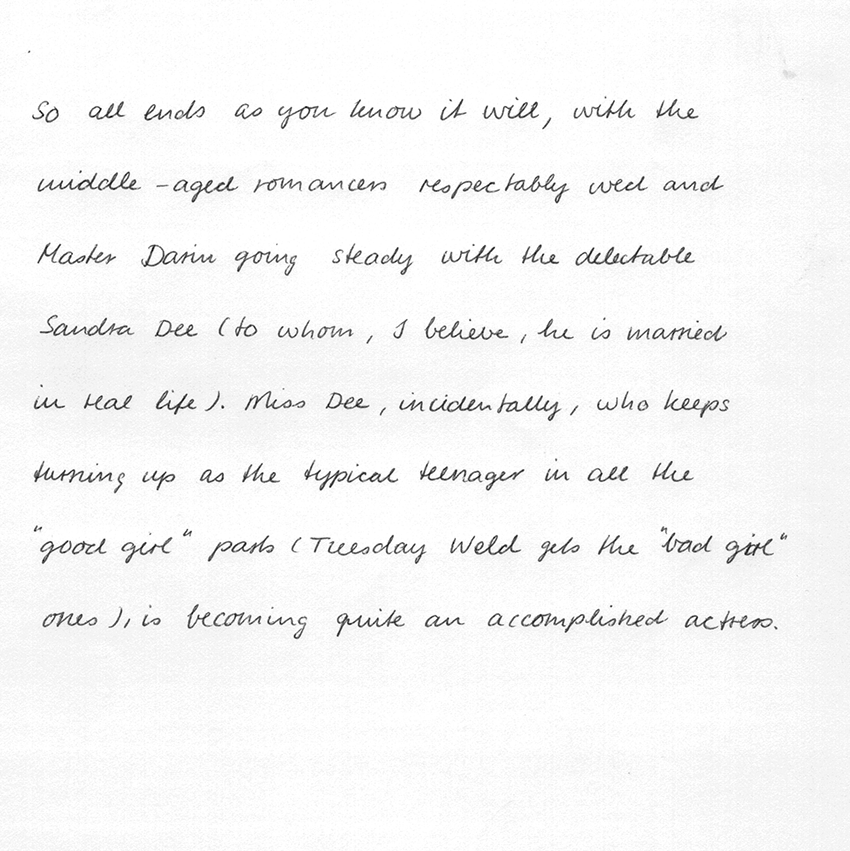 So all ends as you know it will, with the
middle-aged romancers respectably wed and
Master Darin going steady with the delectable
Sandra Dee (to whom, I believe, he is married
in real life). Miss Dee, incidentally, who keeps
turning up as the typical teenager in all the
"good girl" parts (Tuesday Weld gets the "bad girl"
ones), is becoming quite an accomplished actress.